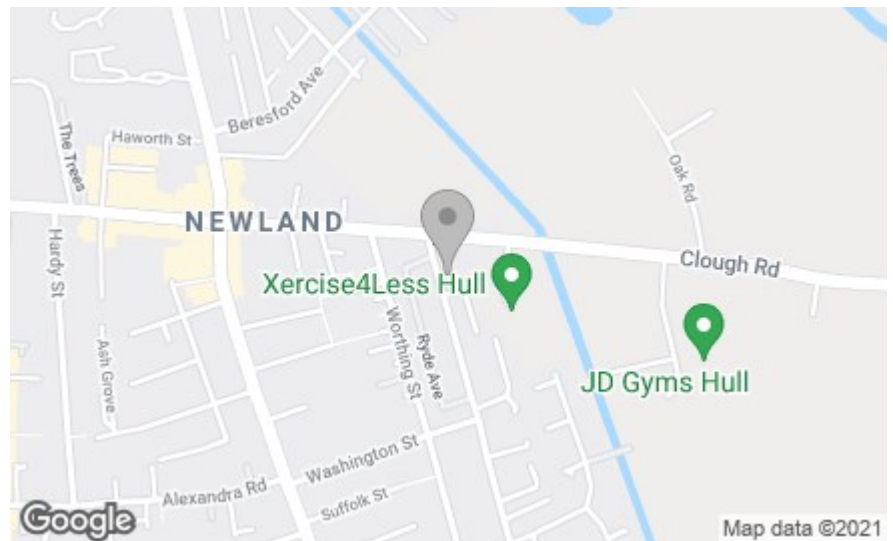 Beresford Ave
Haworth St
The Trees
Oak Rd
NEWLAND
Hardy St
Clough Rd
Xercise4Less Hull
Worthing St
Ryde Ave
Ash Grove
JD Gyms Hull
Washington St
Alexandra Rd
Suffolk St
Google
Map data ©2021